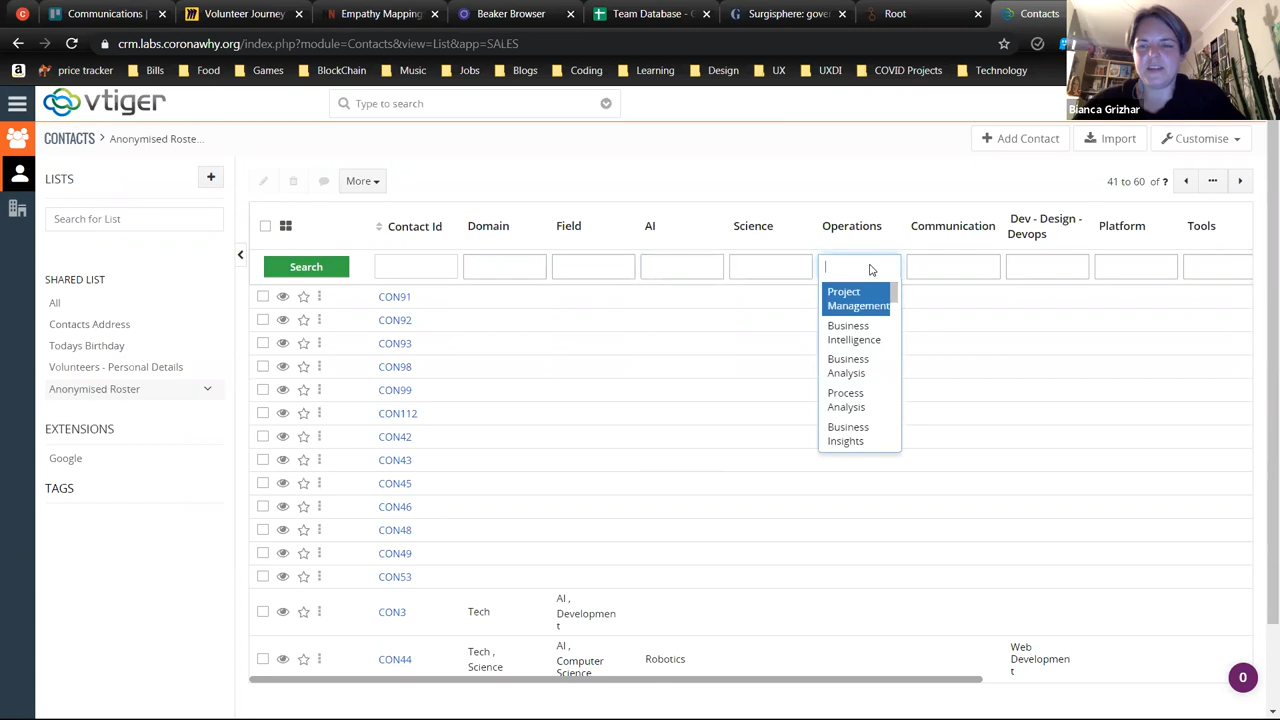 Communications |
Volunteer Journey
Empathy Mapping
Beaker Browser
Team Database - G
Surgisphere: gover
Root
Contacts
crm.labs.coronawhy.org/index.php?module=Contacts&view=List&app=SALES
price tracker
Bills
Food
Games
BlockChain
Music
Jobs
Blogs
Coding
Learning
Design
UX
UXDI
COVID Projects
Technology
Bianca Grizhar
vtiger
Type to search
CONTACTS
Anonymised Roste...
Add Contact
Import
Customise
LISTS
Search for List
SHARED LIST
All
Contacts Address
Todays Birthday
Volunteers - Personal Details
Anonymised Roster
EXTENSIONS
Google
TAGS
More
41 to 60 of ?
Contact Id
Domain
Field
AI
Science
Operations
Communication
Dev - Design -
Devops
Platform
Tools
Search
Project
Management
Business
Intelligence
Business
Analysis
Process
Analysis
Business
Insights
CON91
CON92
CON93
CON98
CON99
CON112
CON42
CON43
CON45
CON46
CON48
CON49
CON53
CON3
Tech
AI ,
Developmen
t
CON44
Tech ,
Science
AI ,
Computer
Science
Robotics
Web
Developmen
t
0